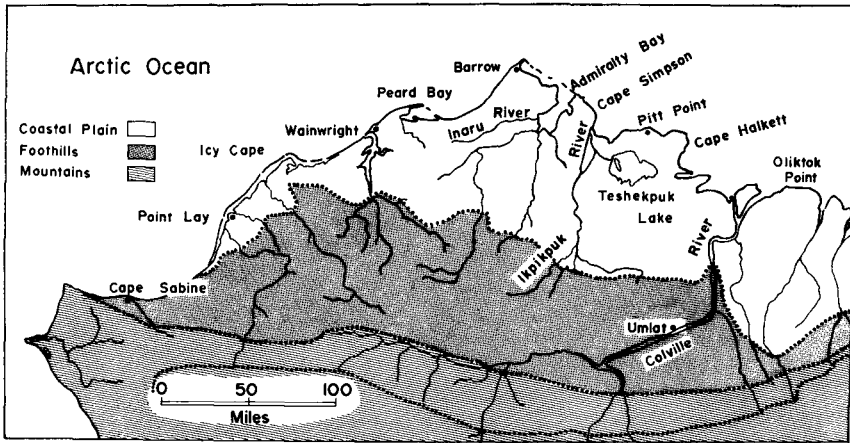 Arctic Ocean
Barrow
Admiralty Bay
Cape Simpson
Peard Bay
Pitt Point
Inaru River
River
Cape Halkett
Wainwright
Coastal Plain
Foothills
Mountains
Icy Cape
Oliktok
Point
Teshekpuk
Lake
Point Lay
River
Ikpikpuk
Cape Sabine
Umiat
Colville
0 50 100
Miles